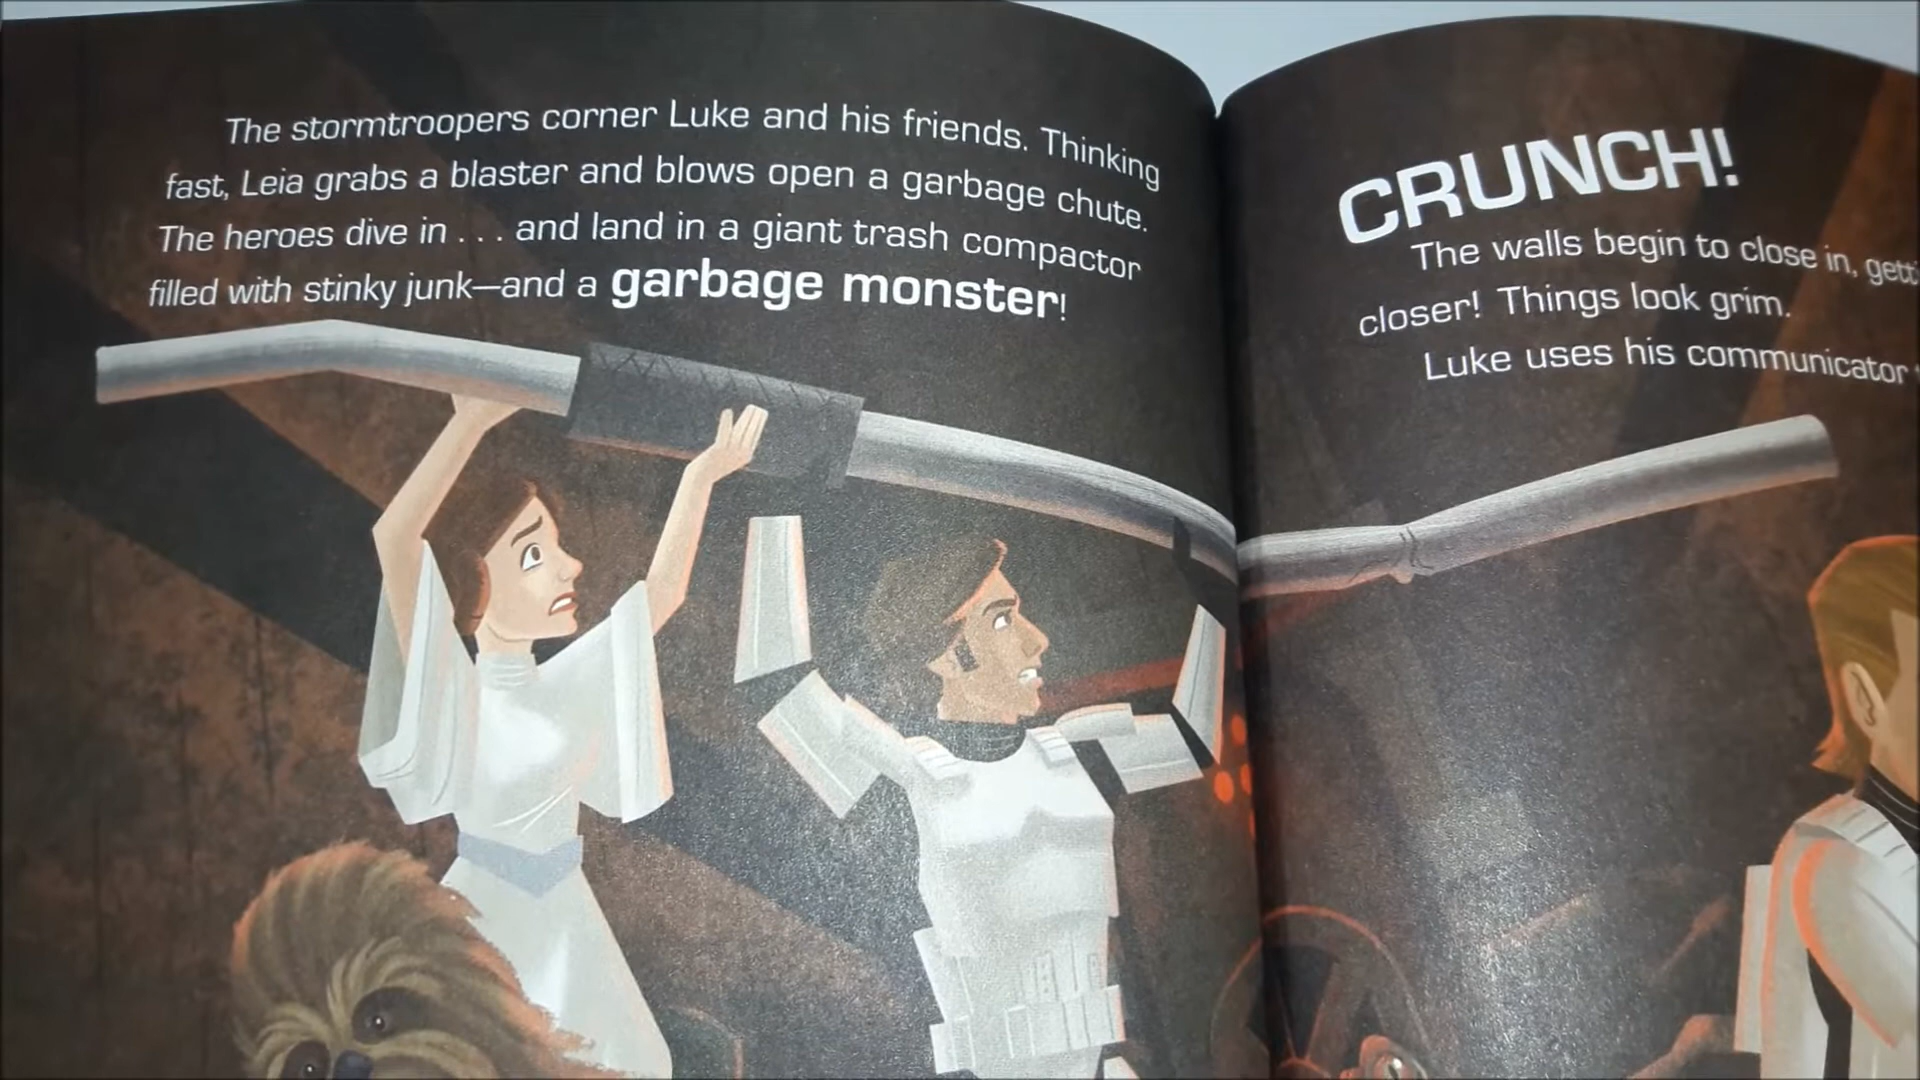 The stormtroopers corner Luke and his friends. Thinking
fast, Leia grabs a blaster and blows open a garbage chute.
The heroes dive in . . . and land in a giant trash compactor
filled with stinky junk—and a garbage monster!
CRUNCH!
The walls begin to close in,
closer! Things look grim.
Luke uses his communicator